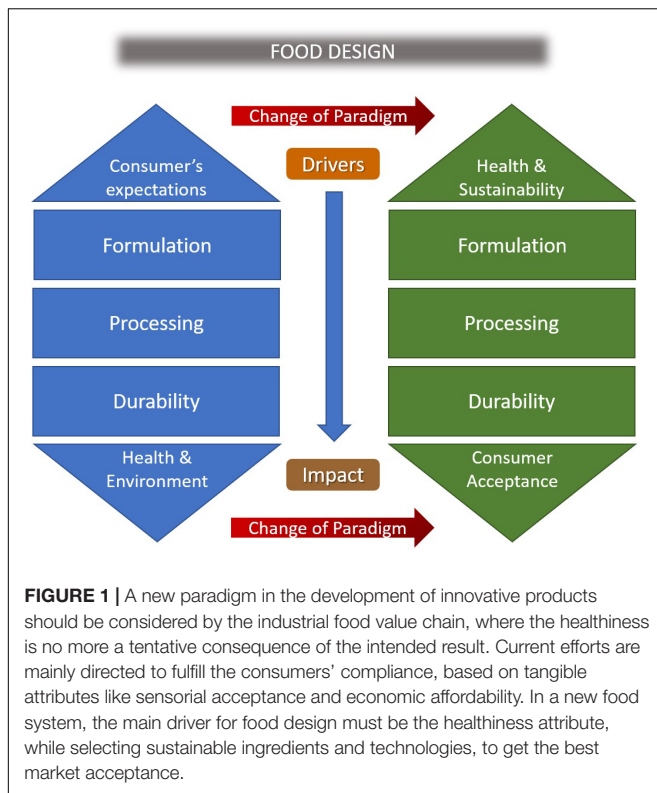 FOOD DESIGN
Change of Paradigm
Consumer's
expectations
Drivers
Health &
Sustainability
Formulation
Formulation
Processing
Processing
Durability
Durability
Health &
Environment
Impact
Consumer
Acceptance
Change of Paradigm
FIGURE 1 | A new paradigm in the development of innovative products
should be considered by the industrial food value chain, where the healthiness
is no more a tentative consequence of the intended result. Current efforts are
mainly directed to fulfill the consumers' compliance, based on tangible
attributes like sensorial acceptance and economic affordability. In a new food
system, the main driver for food design must be the healthiness attribute,
while selecting sustainable ingredients and technologies, to get the best
market acceptance.